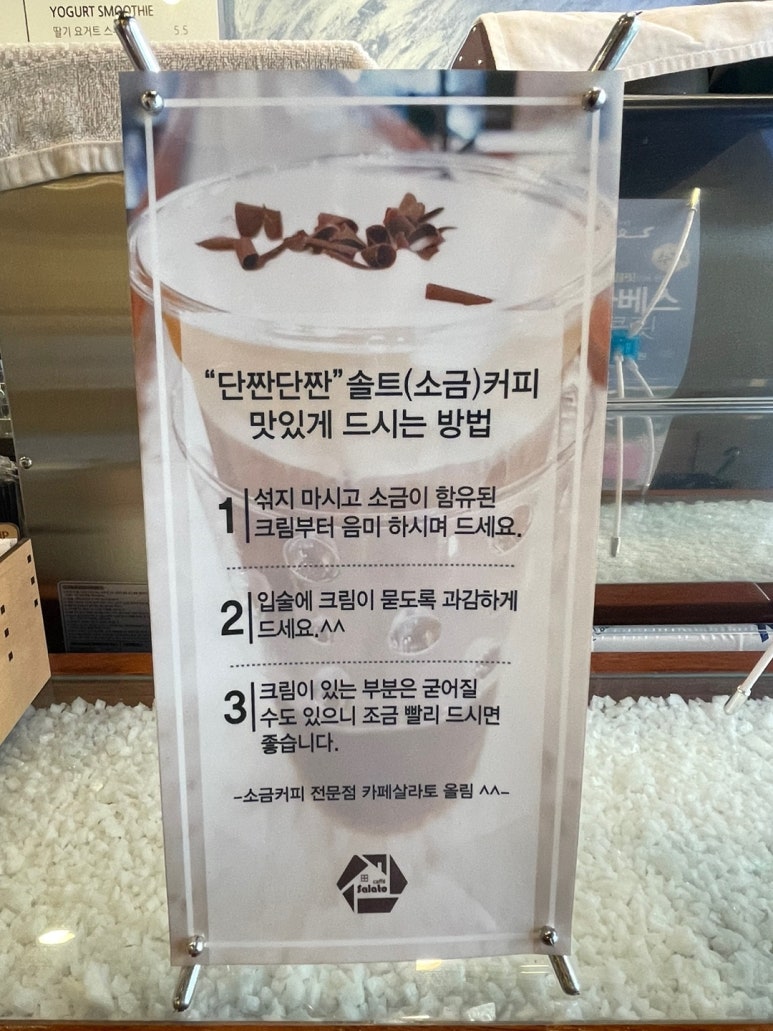 YOGURT SMOOTHIE
딸기 요거트 스
5 5
“단짠단짠”솔트(소금)커피
맛있게 드시는 방법
1
섞지 마시고 소금이 함유된
크림부터 음미 하시며 드세요.
2
입술에 크림이 묻도록 과감하게
드세요.^^
3
크림이 있는 부분은 굳어질
수도 있으니 조금 빨리 드시면
좋습니다.
-소금커피 전문점 카페살라토 올림 ^^-
caffé
Salato
베스